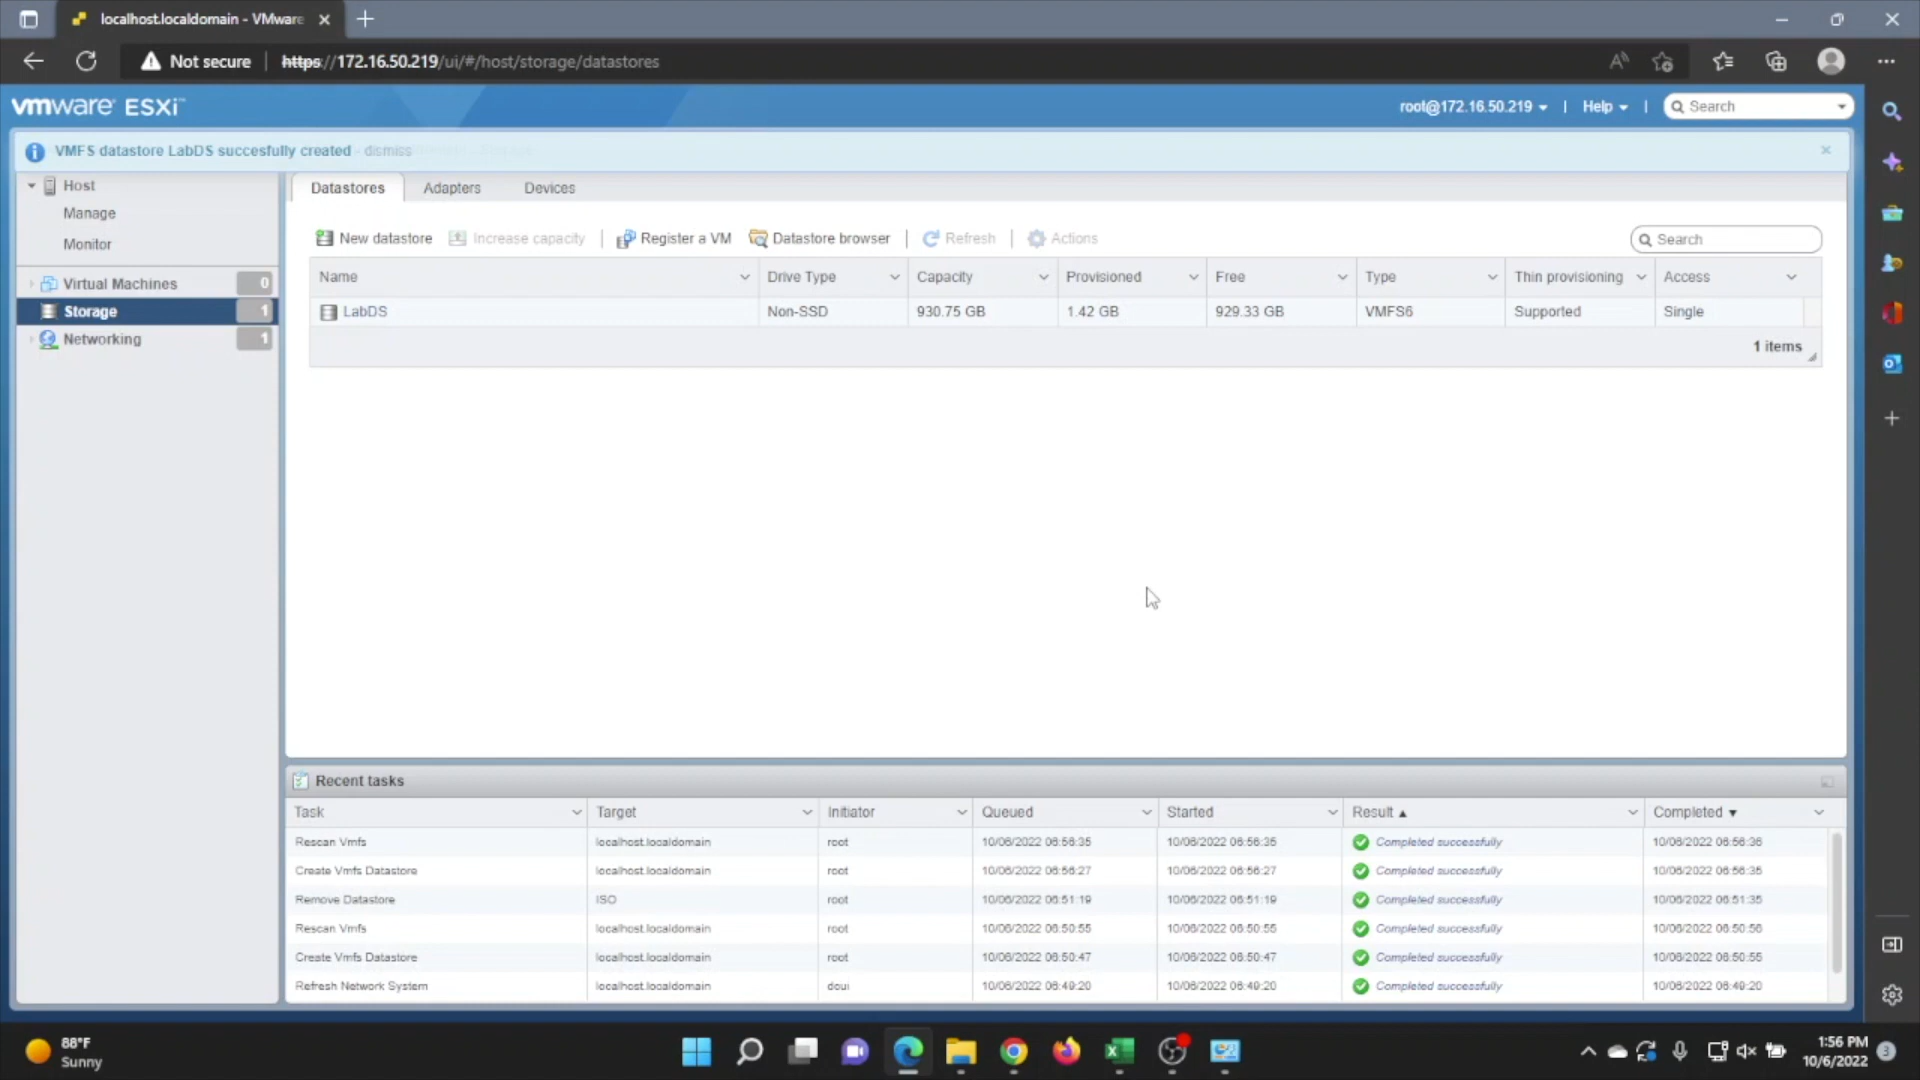 localhost.localdomain - VMware
Not secure
https://172.16.50.219/ui/#/host/storage/datastores
vmware ESXi™
root@172.16.50.219
Help
Search
VMFS datastore LabDS succesfully created - dismiss
Host
Manage
Monitor
Virtual Machines 0
Storage 1
Networking 1
Datastores Adapters Devices
New datastore Increase capacity Register a VM Datastore browser Refresh Actions Search
Name Drive Type Capacity Provisioned Free Type Thin provisioning Access
LabDS Non-SSD 930.75 GB 1.42 GB 929.33 GB VMFS6 Supported Single
1 items
Recent tasks
Task Target Initiator Queued Started Result Completed
Rescan Vmfs localhost.localdomain root 10/06/2022 06:56:35 10/06/2022 06:56:35 Completed successfully 10/06/2022 06:56:36
Create Vmfs Datastore localhost.localdomain root 10/06/2022 06:56:27 10/06/2022 06:56:27 Completed successfully 10/06/2022 06:56:35
Remove Datastore ISO root 10/06/2022 06:51:19 10/06/2022 06:51:19 Completed successfully 10/06/2022 06:51:35
Rescan Vmfs localhost.localdomain root 10/06/2022 06:50:55 10/06/2022 06:50:55 Completed successfully 10/06/2022 06:50:56
Create Vmfs Datastore localhost.localdomain root 10/06/2022 06:50:47 10/06/2022 06:50:47 Completed successfully 10/06/2022 06:50:55
Refresh Network System localhost.localdomain dcui 10/06/2022 06:49:20 10/06/2022 06:49:20 Completed successfully 10/06/2022 06:49:20
88°F
Sunny
1:56 PM
10/6/2022
3